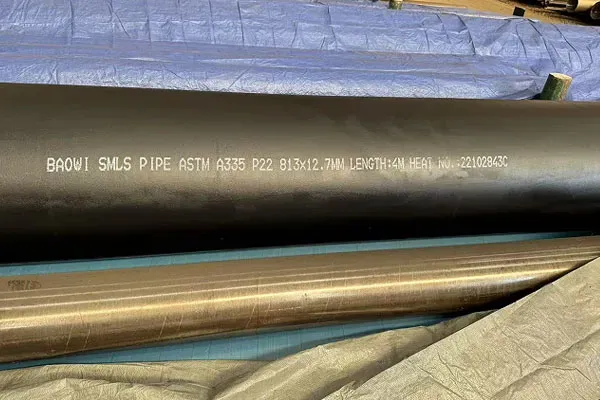 BAOWI SMLS PIPE ASTM A335 P22 813x12.7MM LENGTH:4M HEAT NO.:22102843C